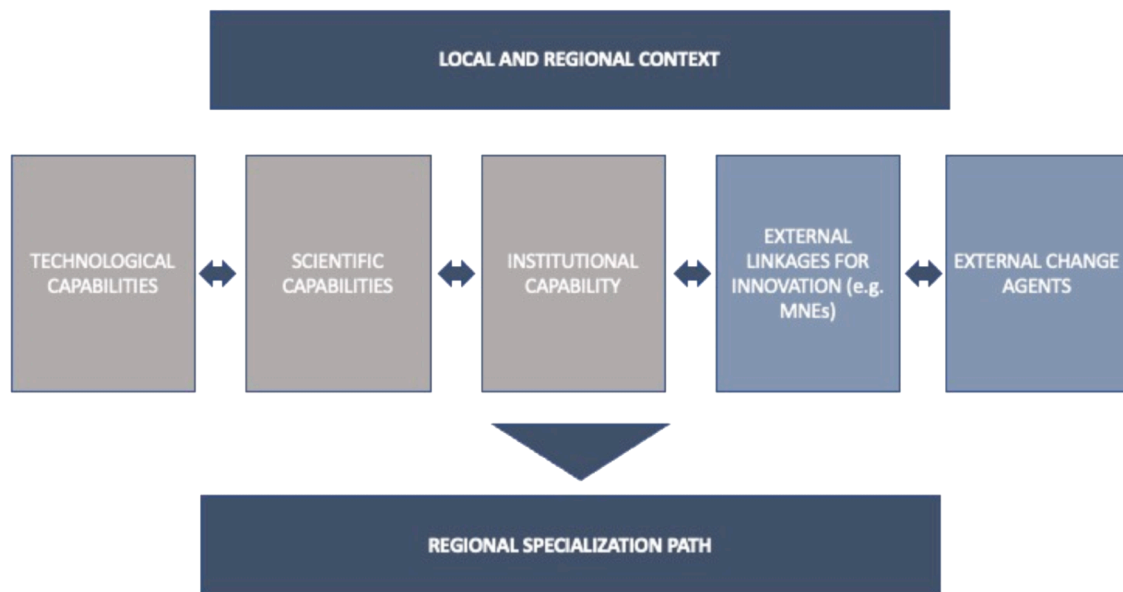 LOCAL AND REGIONAL CONTEXT
TECHNOLOGICAL
CAPABILITIES
SCIENTIFIC
CAPABILITIES
INSTITUTIONAL
CAPABILITY
EXTERNAL
LINKAGES FOR
INNOVATION (e.g.
MNEs)
EXTERNAL CHANGE
AGENTS
REGIONAL SPECIALIZATION PATH